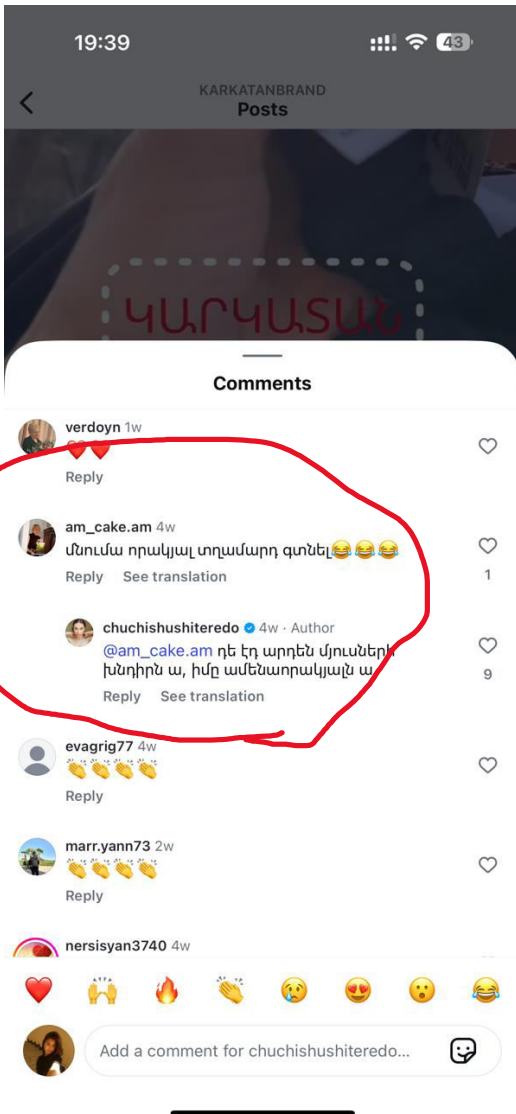 19:39
43
KARKATANBRAND
Posts
ԿԱՐԿԱՏԱՆ
Comments
verdoyn 1w
❤️❤️
Reply
am_cake.am 4w
մնումա որակյալ տղամարդ գտնել😂😂😂
Reply See translation
1
chuchishushiteredo 4w · Author
@am_cake.am դե էդ արդեն մյուսների
խնդիրն ա, իմը ամենաորակյալն ա
9
Reply See translation
evagrig77 4w
👏👏👏👏
Reply
marr.yann73 2w
👏👏👏👏
Reply
nersisyan3740 4w
❤️🙌🔥👏😢😍😮😂
Add a comment for chuchishushiteredo...